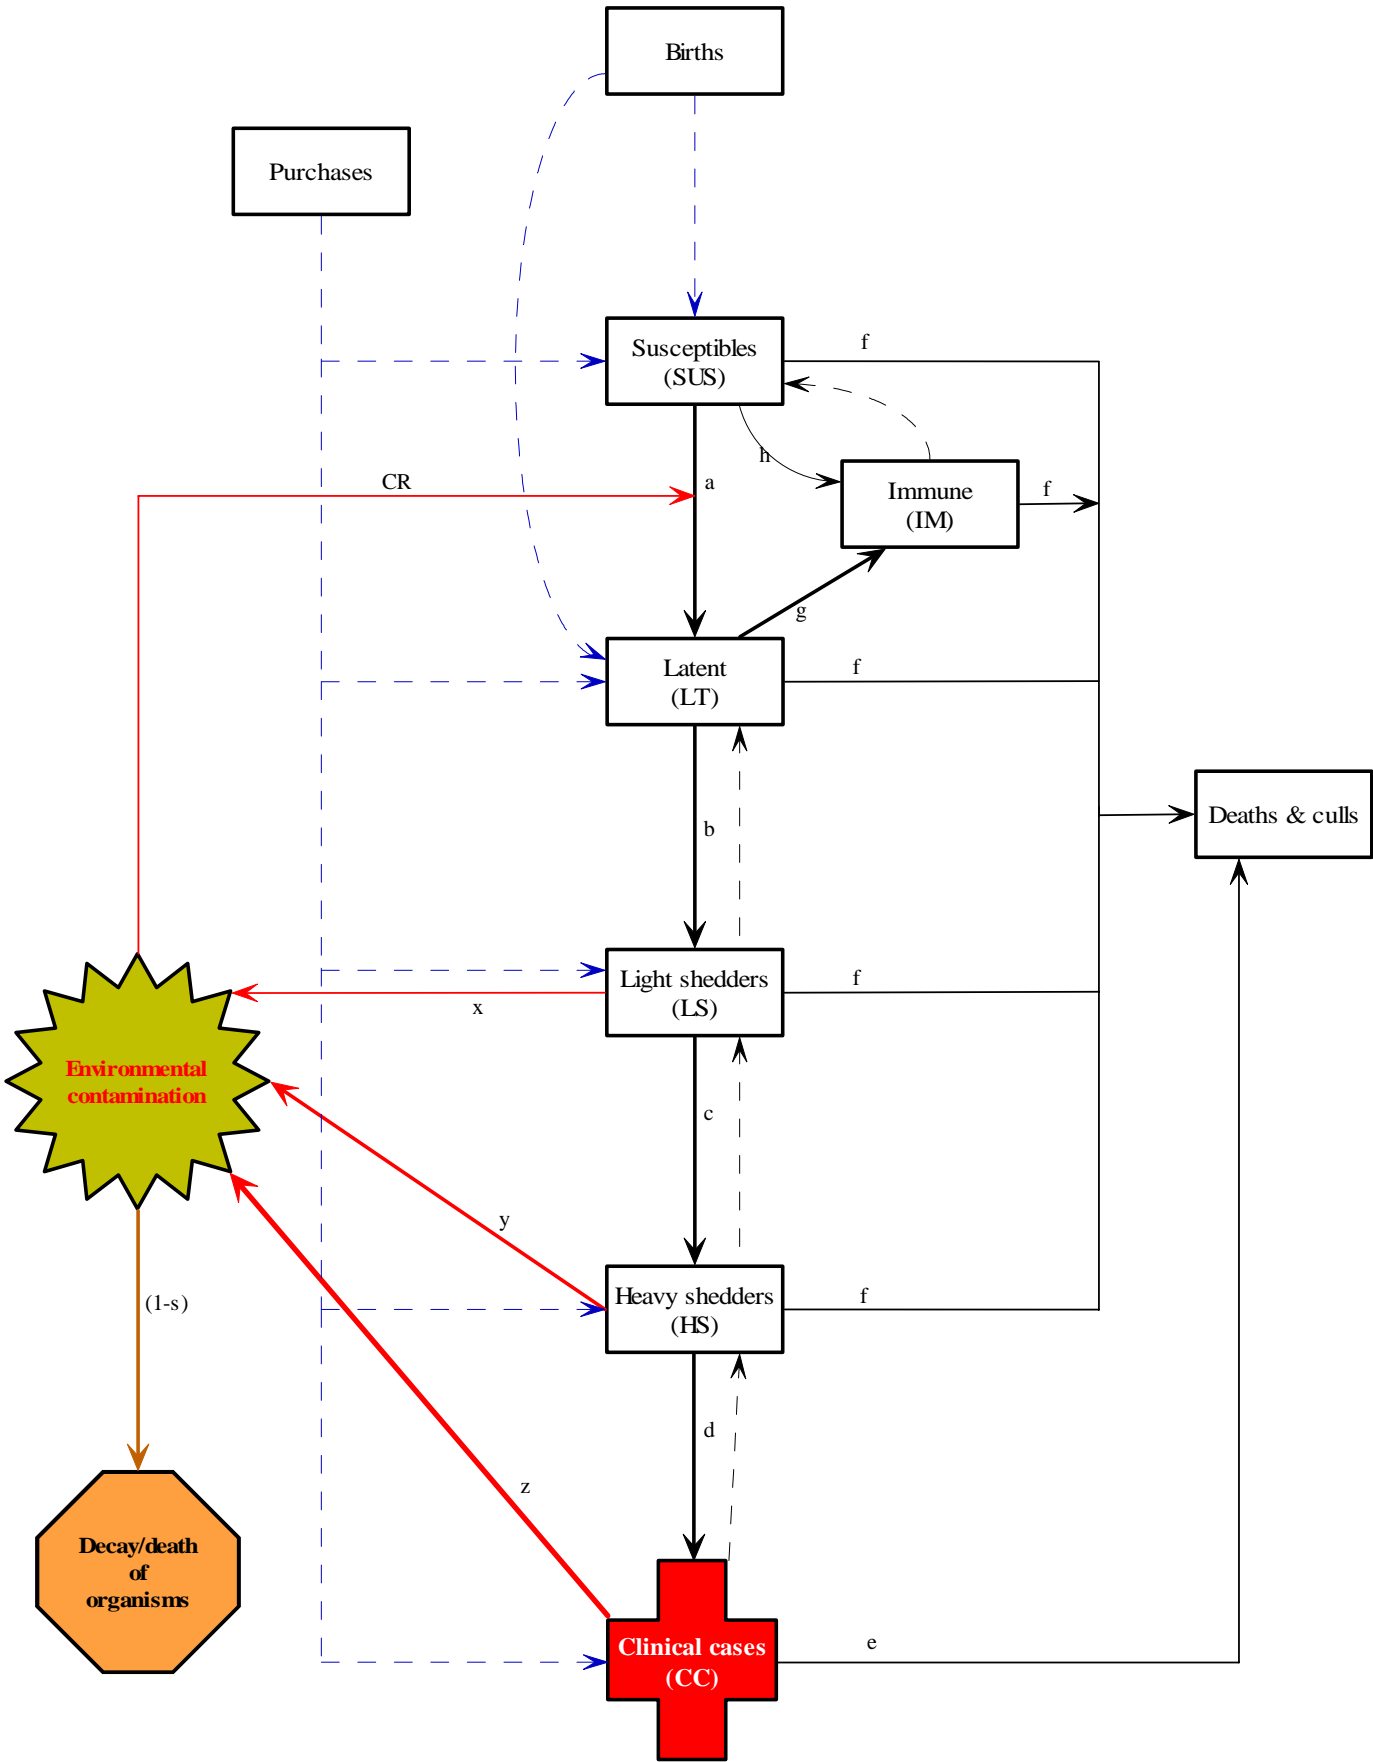 Births
Purchases
Susceptibles
(SUS)
f
h
CR
a
Immune
(IM)
f
g
Latent
(LT)
f
b
Deaths & culls
Light shedders
(LS)
f
x
Environmental
contamination
c
y
(1-s)
Heavy shedders
(HS)
f
d
z
Decay/death
of
organisms
Clinical cases
(CC)
e